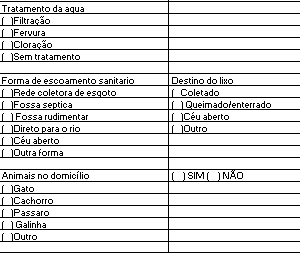 Tratamento da agua
( )Filtração
( )Fervura
( )Cloração
( )Sem tratamento
Forma de escoamento sanitario Destino do lixo
( )Rede coletora de esgoto ( Coletado
( )Fossa septica ( ) Queimado/enterrado
( ) Fossa rudimentar ( )Céu aberto
( )Direto para o rio ( )Outro
( )Céu aberto
( )Outra forma
Animais no domicílio ( ) SIM ( ) NÃO
( )Gato
( )Cachorro
( )Passaro
( ) Galinha
( )Outro